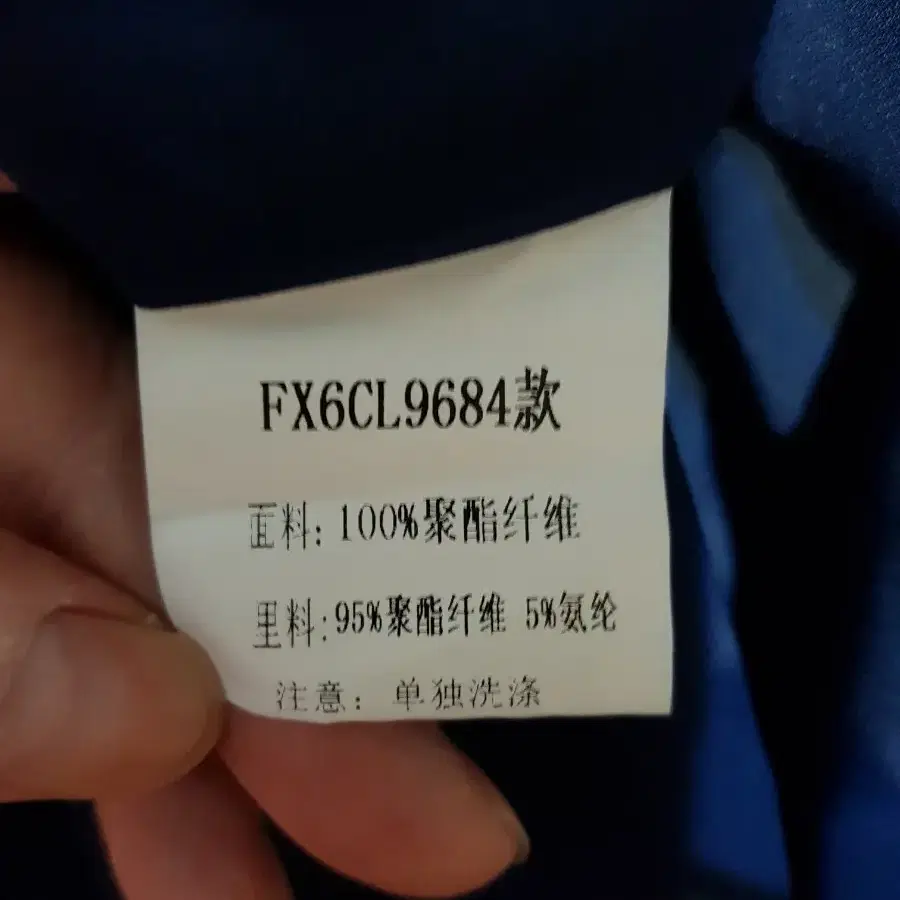 FX6CL9684款
面料: 100%聚酯纤维
里料: 95%聚酯纤维 5%氨纶
注意: 单独洗涤